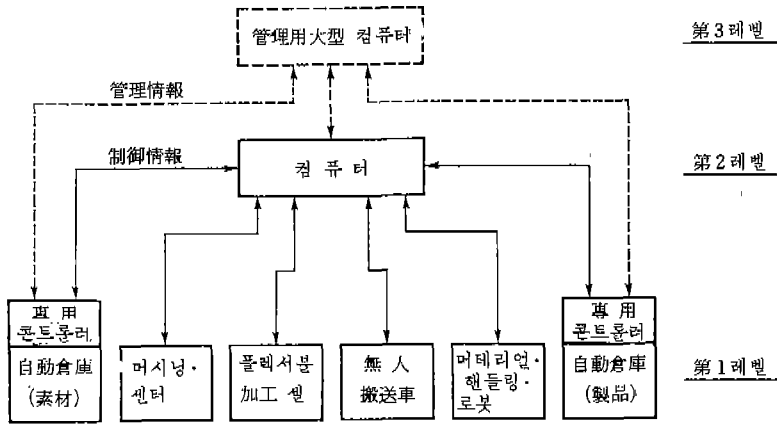 管理用大型 컴퓨터
第3레벨
管理情報
制御情報
컴퓨터
第2레벨
専用
콘트롤러
自動倉庫
(素材)
머시닝·
센터
플렉서블
加工 셀
無人
搬送車
머테리얼·
핸들링·
로봇
専用
콘트롤러
自動倉庫
(製品)
第1레벨